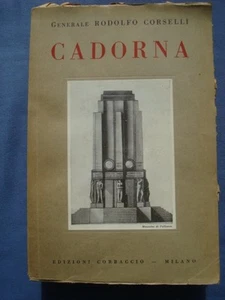 GENERALE RODOLFO CORSELLI
CADORNA
EDIZIONI CORBACCIO - MILANO